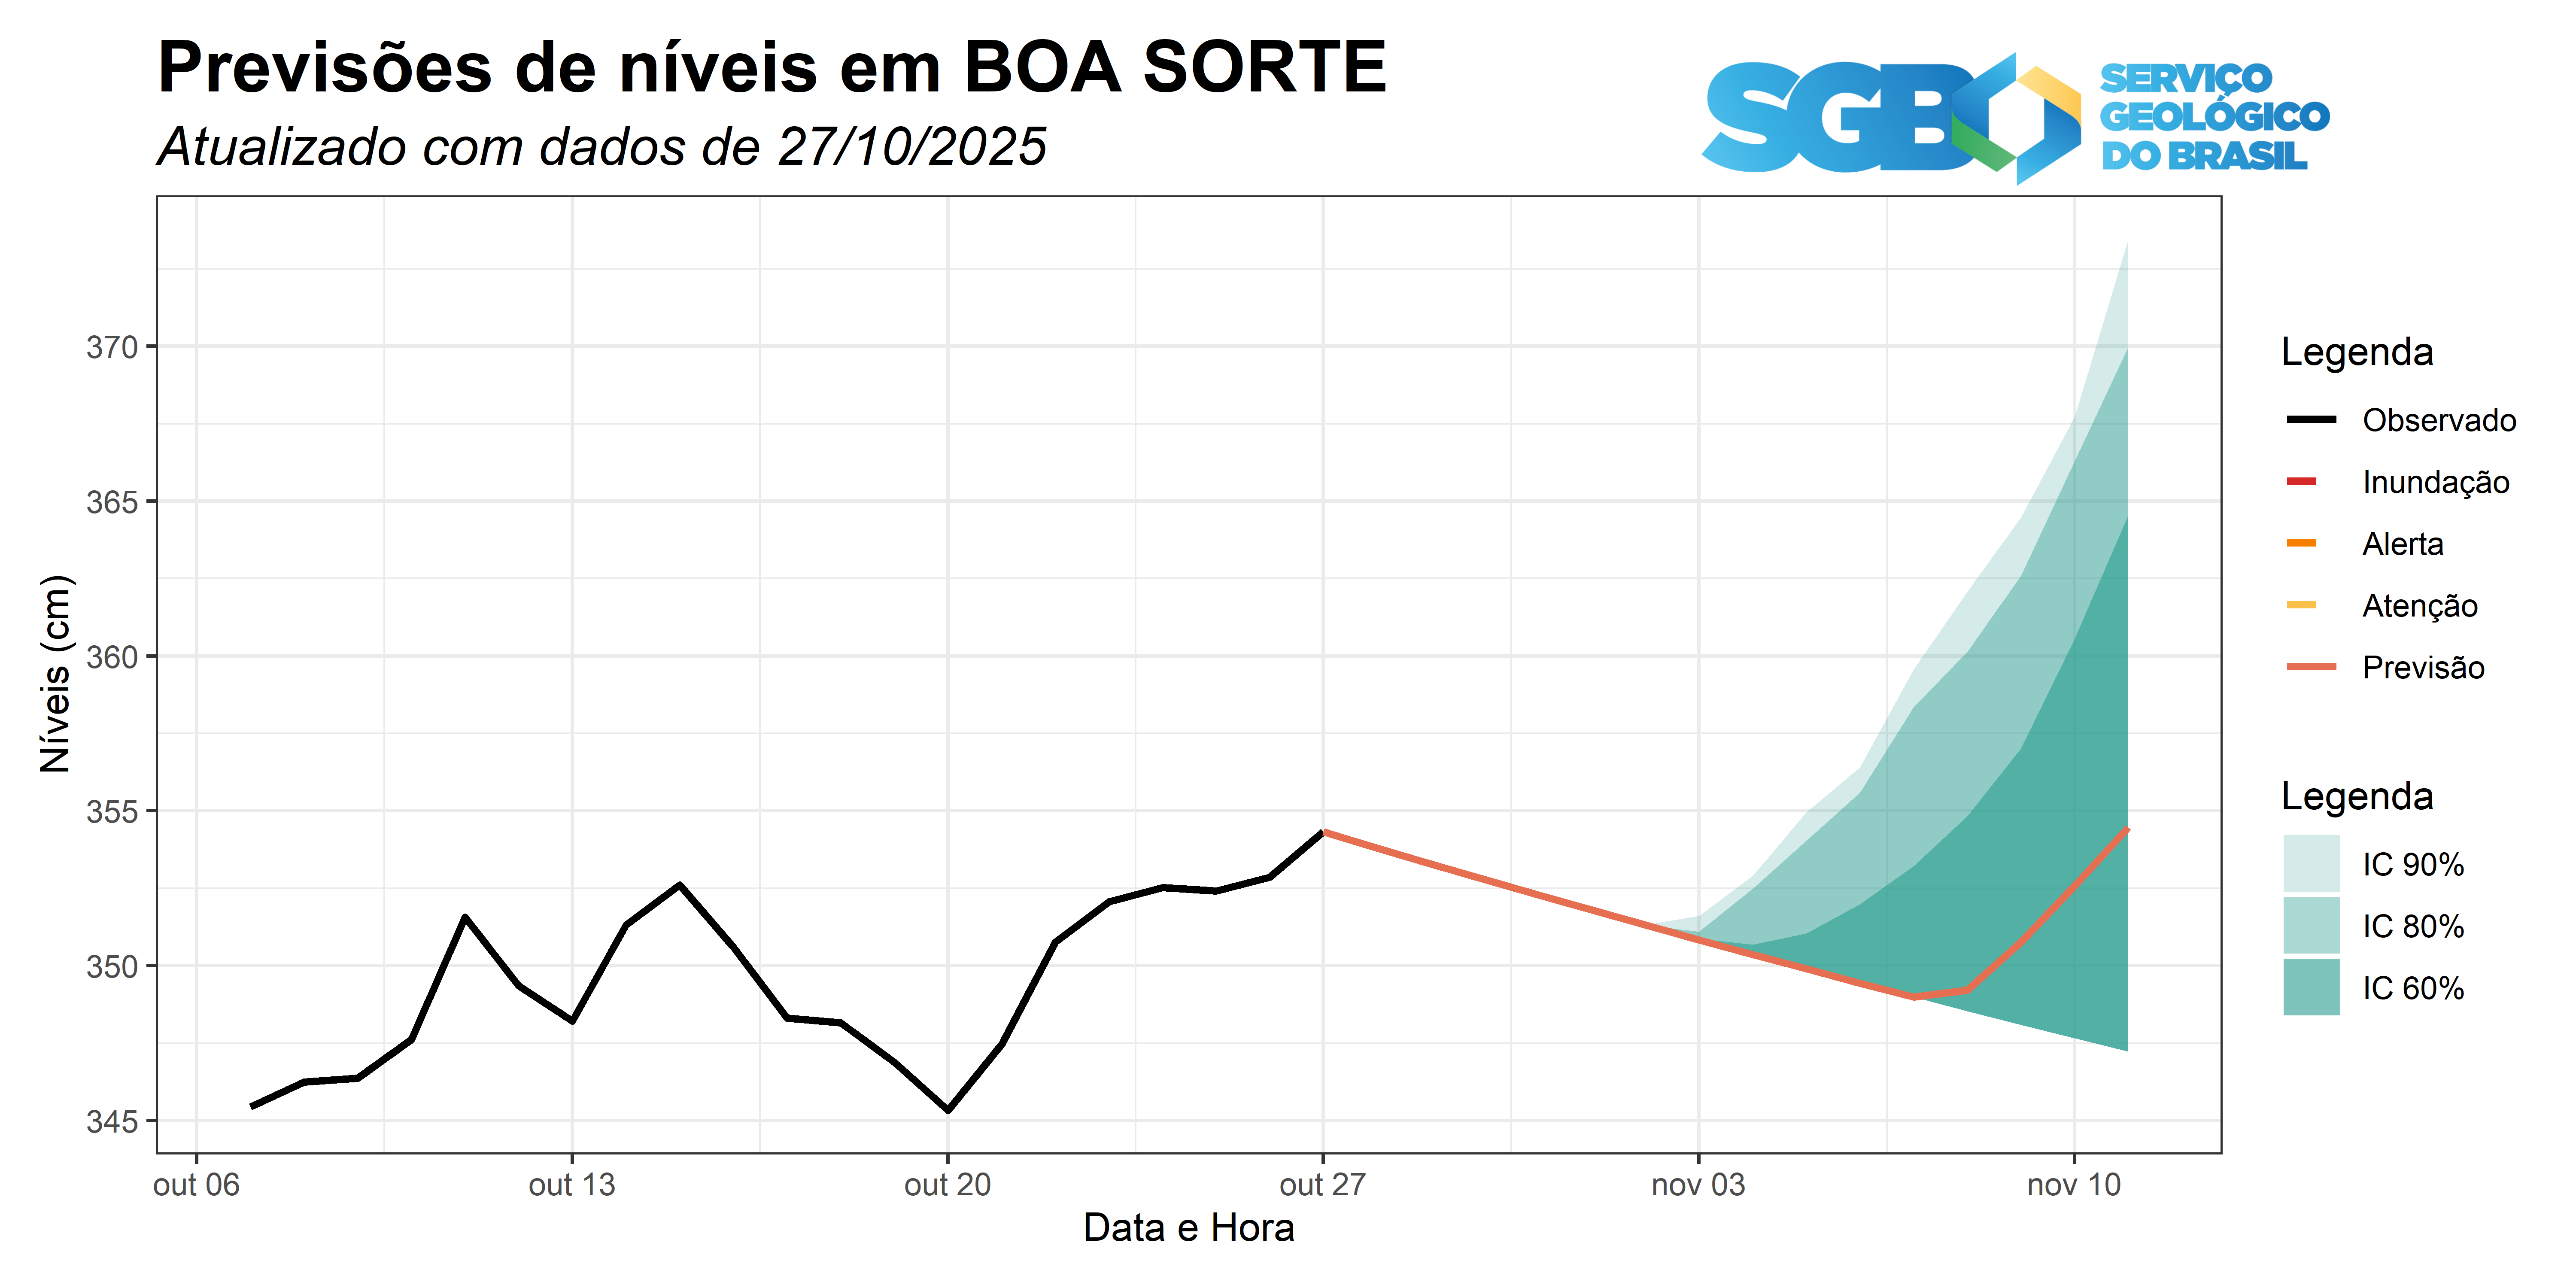 Previsões de níveis em BOA SORTE
Atualizado com dados de 27/10/2025
SGB
SERVIÇO
GEOLÓGICO
DO BRASIL
Níveis (cm)
370
365
360
355
350
345
out 06
out 13
out 20
out 27
nov 03
nov 10
Data e Hora
Legenda
Observado
Inundação
Alerta
Atenção
Previsão
Legenda
IC 90%
IC 80%
IC 60%